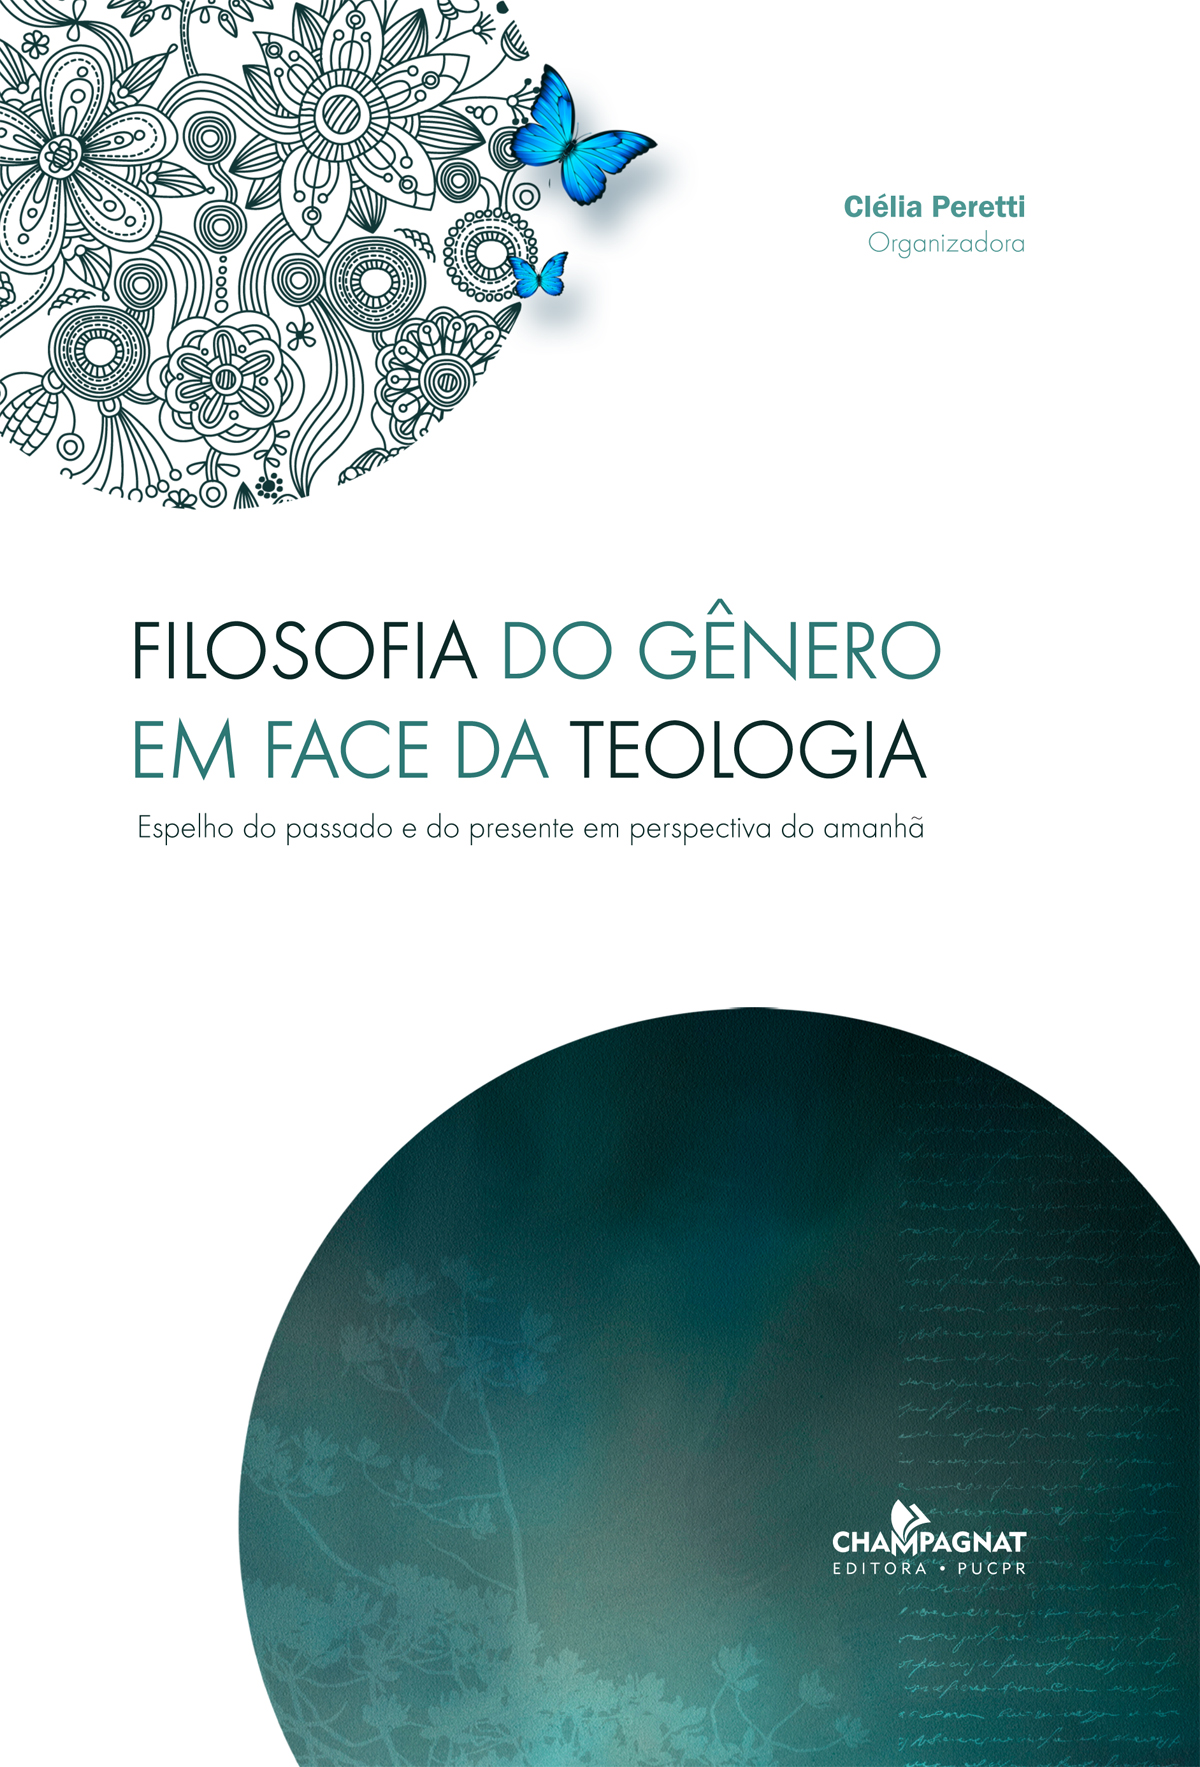 Clélia Peretti
Organizadora
FILOSOFIA DO GÊNERO
EM FACE DA TEOLOGIA
Espelho do passado e do presente em perspectiva do amanhã
CHAMPAGNAT
EDITORA • PUCPR